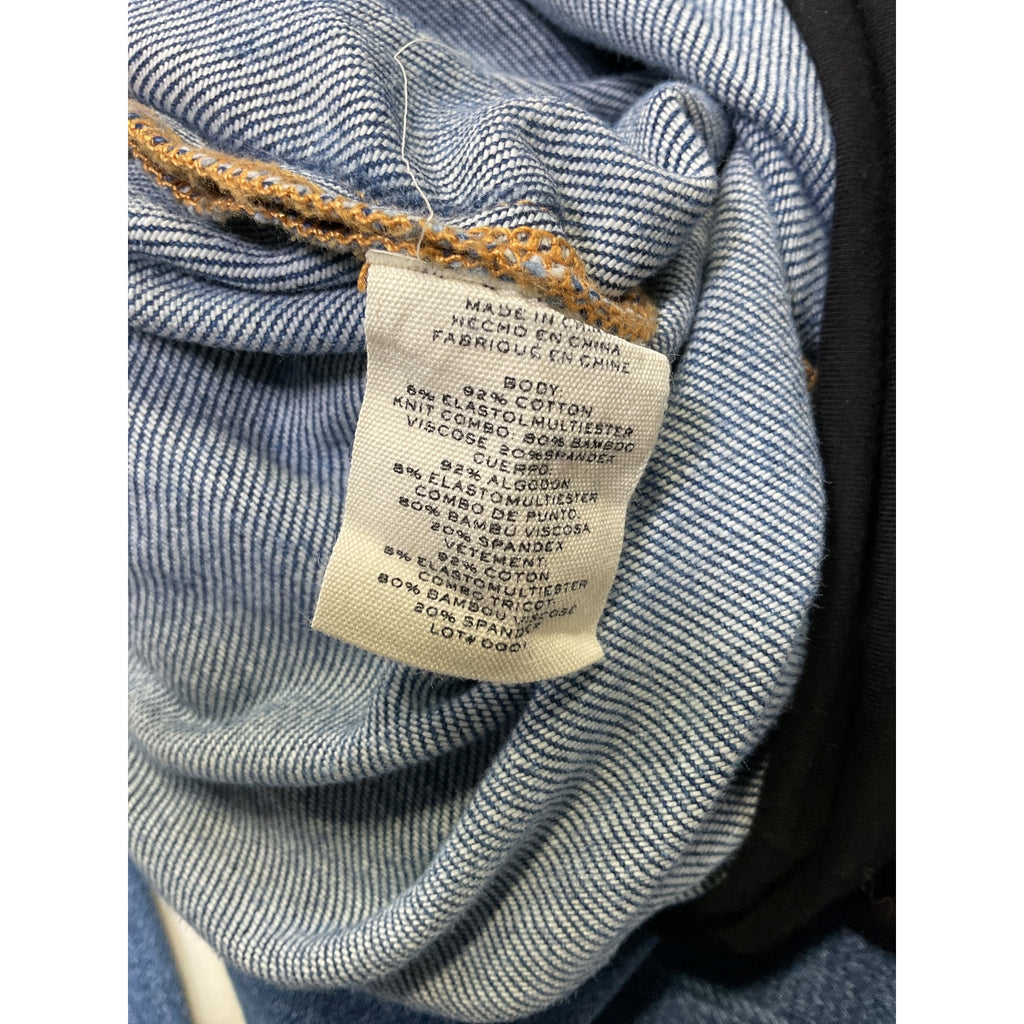 MADE IN
HECHO EN CHINA
FABRIQUE EN CHINE
BODY:
92% COTTON
8% ELASTOLMULTIESTER
KNIT COMBO: 80% BAMBOO
VISCOSE 20%SPANDEX
CUERPO:
92% ALGODON
8% ELASTOMULTIESTER
COMBO DE PUNTO:
80% BAMBU VISCOSA
20% SPANDEX
VETEMENT:
92% COTON
8% ELASTOMULTIESTER
COMBO TRICOT:
80% BAMBOU VISCOSE
20% SPANDEX
LOT# 0001